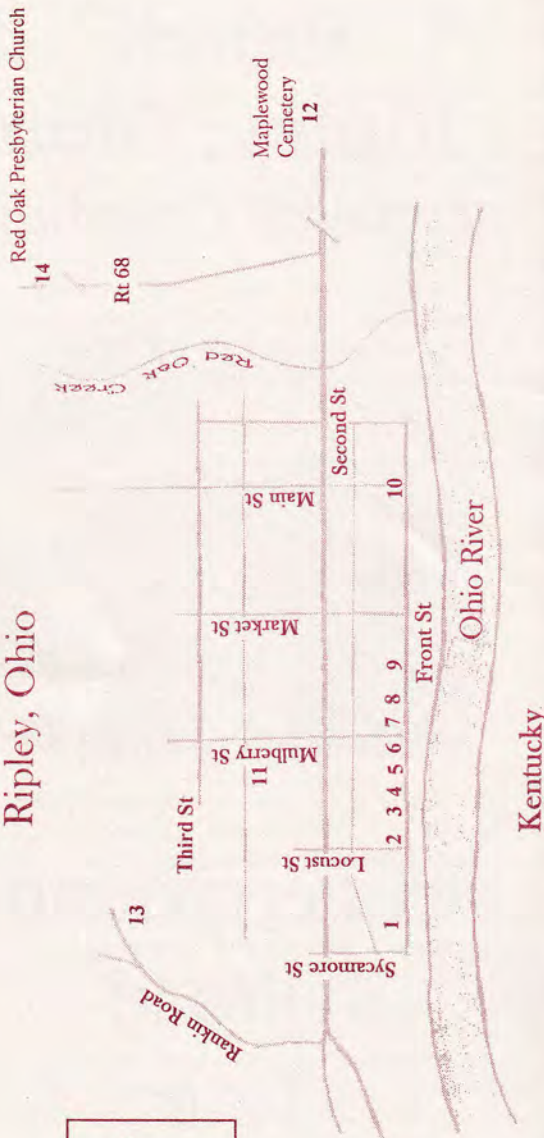 Ripley, Ohio
Red Oak Presbyterian Church
14
Rt 68
Red Oak Creek
Maplewood
Cemetery
12
13
Rankin Road
Third St
11
Mulberry St
Market St
Main St
Second St
Sycamore St
Locust St
1
2
3
4
5
6
7
8
9
10
Front St
Ohio River
Kentucky